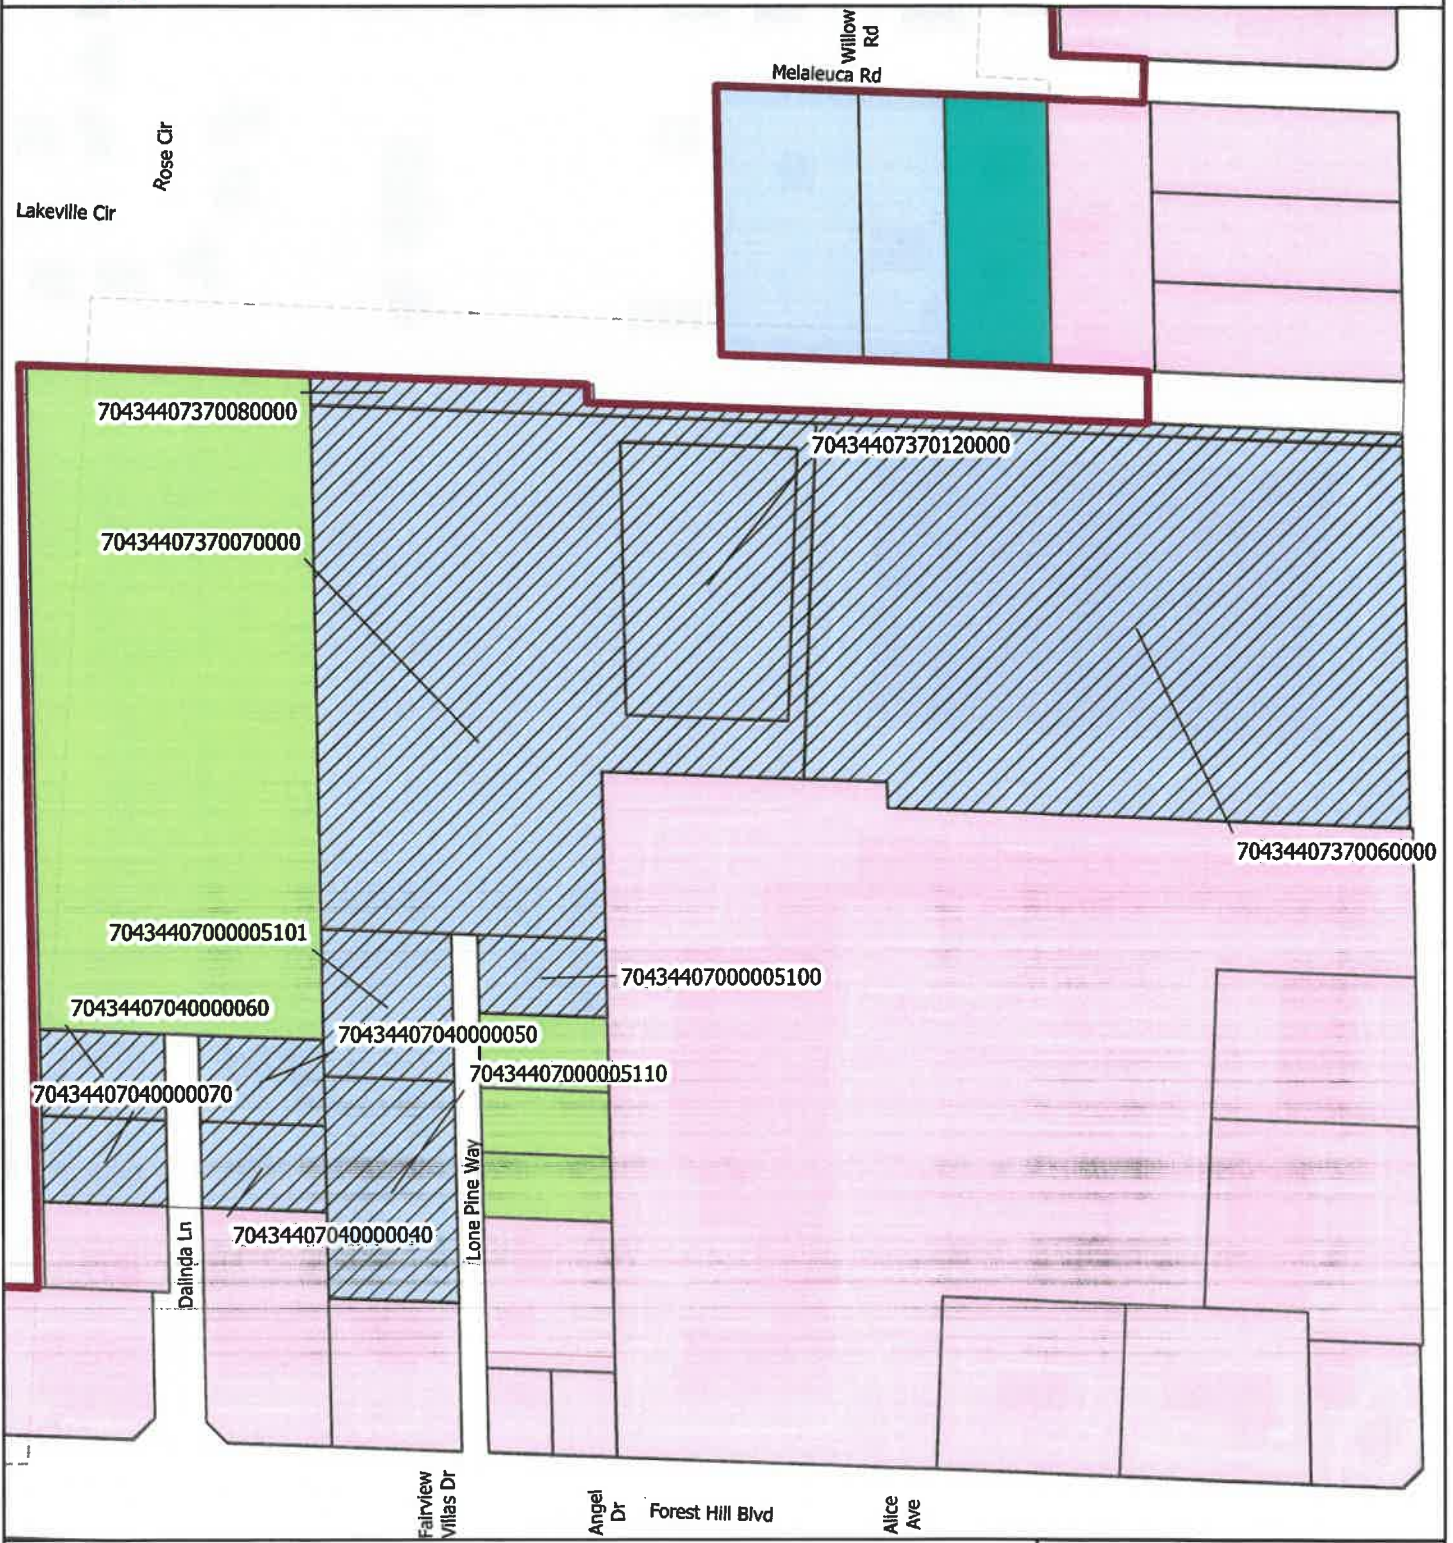 Willow
Rd
Melaleuca Rd
Rose Cir
Lakeville Cir
70434407370080000
70434407370120000
70434407370070000
70434407370060000
70434407000005101
70434407000005100
70434407040000060
70434407040000050
70434407000005110
70434407040000070
Lone Pine Way
Dalinda Ln
70434407040000040
Fairview
Villas Dr
Angel
Dr
Forest Hill Blvd
Alice
Ave